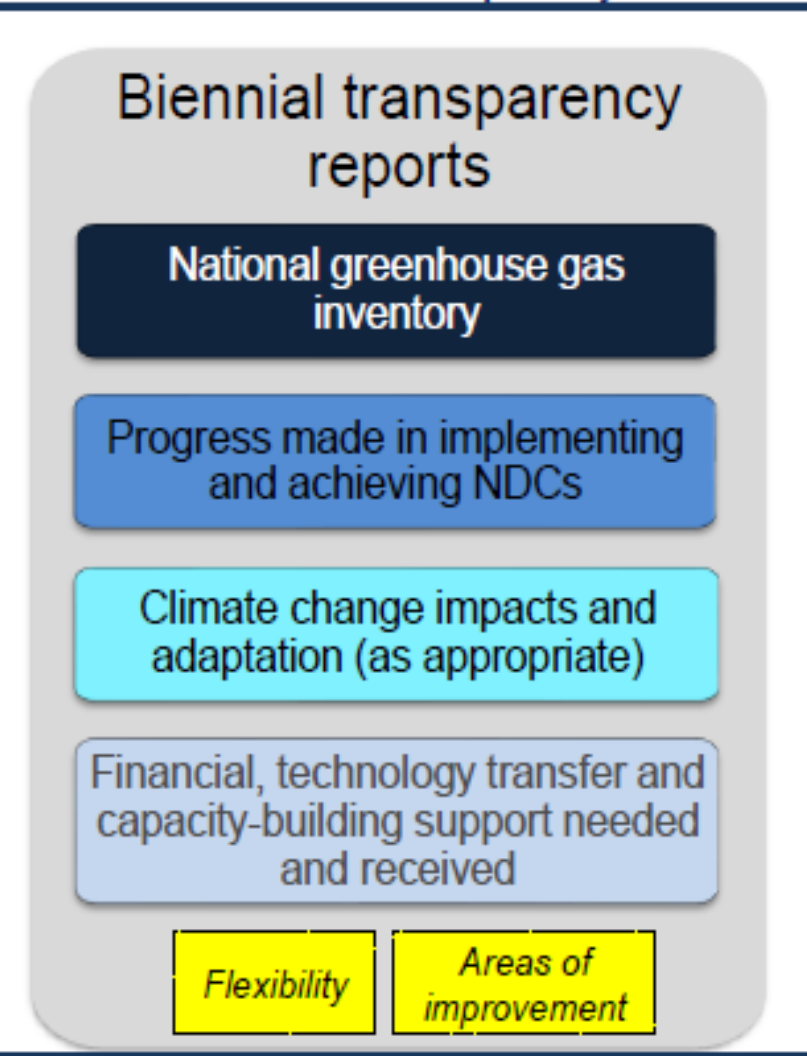 Biennial transparency
reports
National greenhouse gas
inventory
Progress made in implementing
and achieving NDCs
Climate change impacts and
adaptation (as appropriate)
Financial, technology transfer and
capacity-building support needed
and received
Flexibility
Areas of
improvement